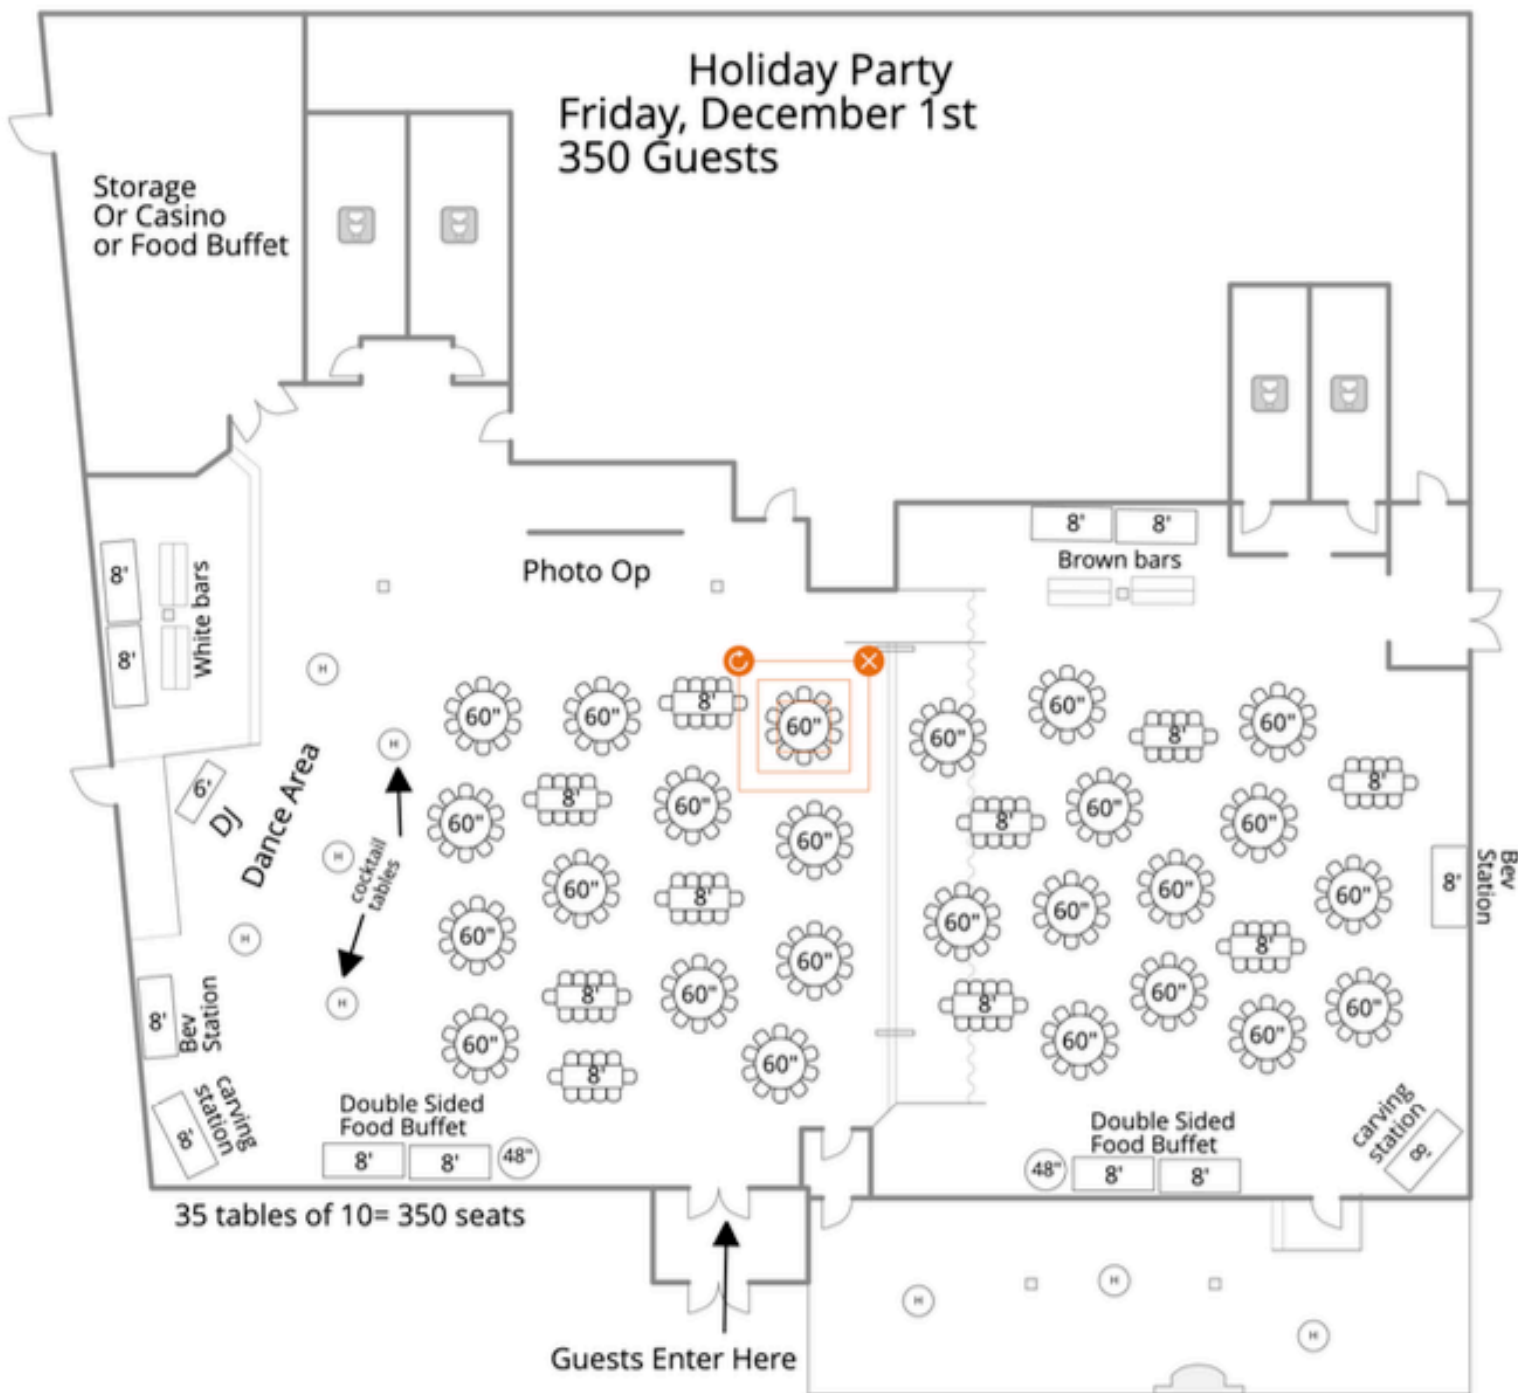 Holiday Party
Friday, December 1st
350 Guests
Storage
Or Casino
or Food Buffet
8'
8'
Brown bars
Photo Op
8'
8'
White bars
H
H
H
H
H
6'
DJ
Dance Area
cocktail
tables
60"
60"
8'
60"
60"
8'
60"
60"
60"
8'
60"
60"
8'
60"
60"
60"
8'
60"
60"
60"
8'
60"
8'
8'
60"
60"
60"
60"
60"
60"
60"
8'
8'
60"
60"
60"
60"
8'
Bev
Station
8'
Bev
Station
8'
carving
station
Double Sided
Food Buffet
8'
8'
48"
Double Sided
Food Buffet
48"
8'
8'
carving
station
8'
35 tables of 10= 350 seats
H
H
H
Guests Enter Here